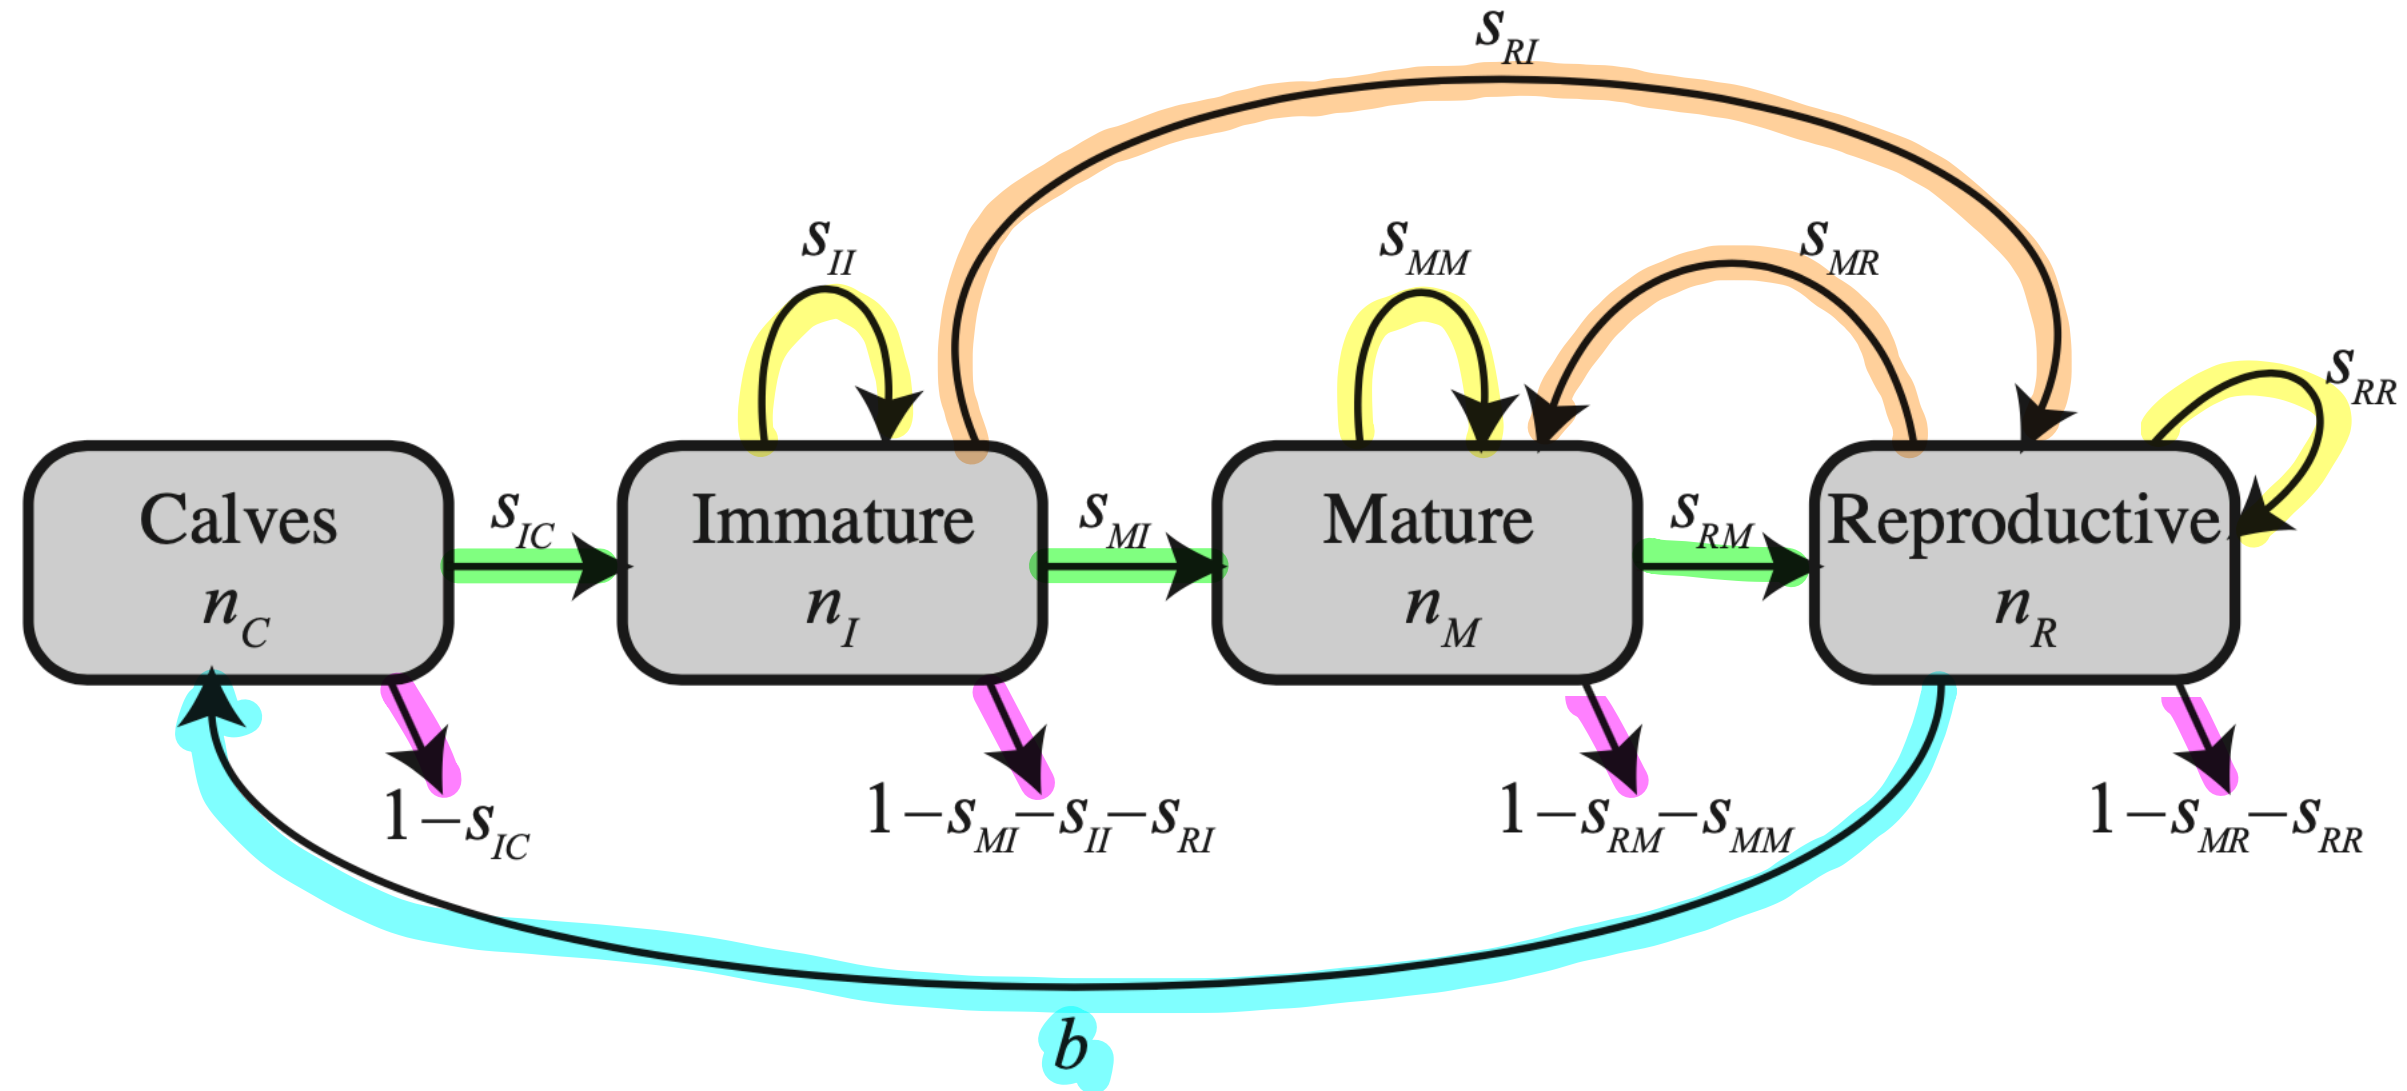 s_RI
s_II
s_MM
s_MR
s_RR
Calves
n_C
s_IC
Immature
n_I
s_MI
Mature
n_M
s_RM
Reproductive
n_R
1−s_IC
1−s_MI−s_II−s_RI
1−s_RM−s_MM
1−s_MR−s_RR
b